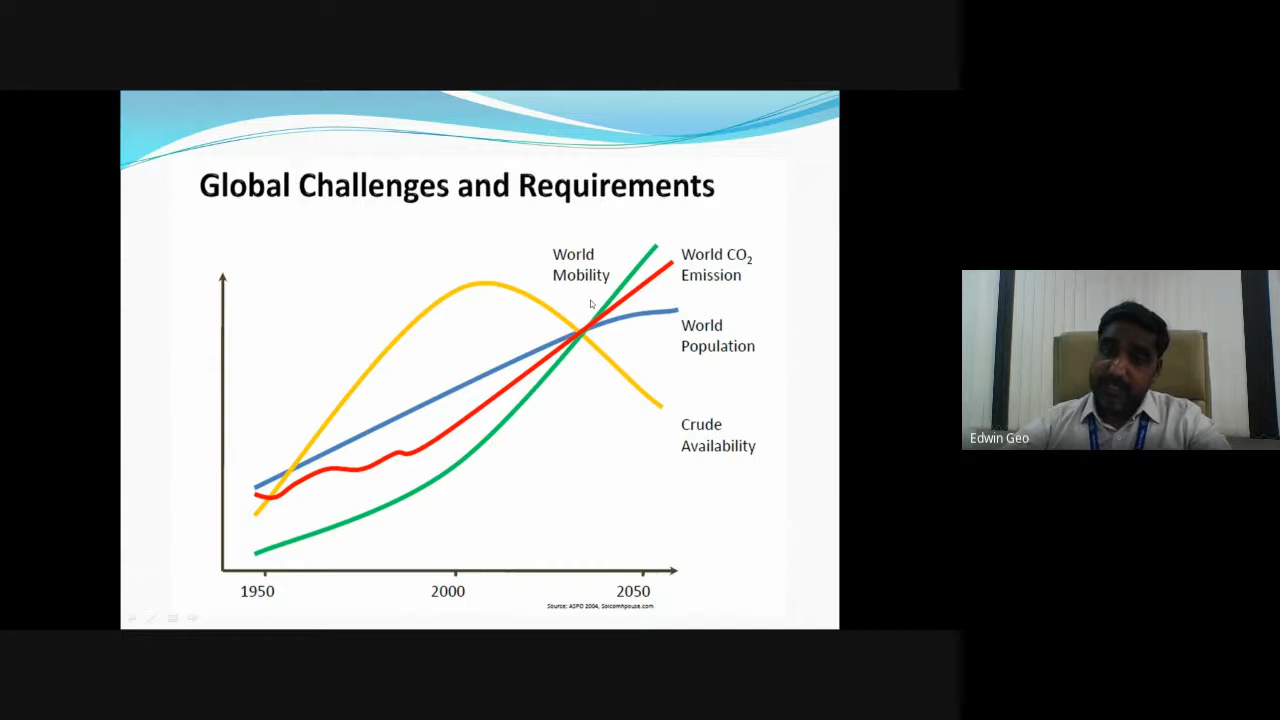 Global Challenges and Requirements
World
Mobility
World CO₂
Emission
World
Population
Crude
Availability
1950
2000
2050
Source: ASPO 2004, Solcomhpouse.com
Edwin Geo